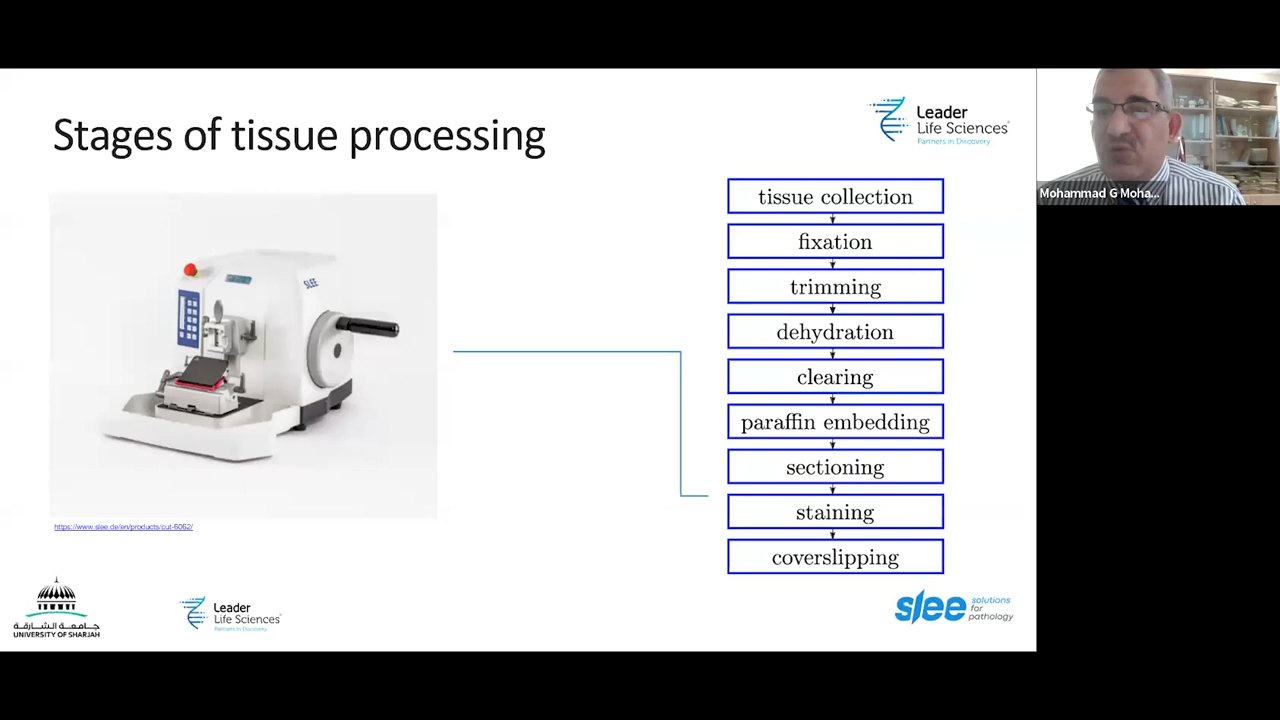 Stages of tissue processing
Leader
Life Sciences
Partners in Discovery
Mohammad G Moha...
tissue collection
fixation
trimming
dehydration
clearing
paraffin embedding
sectioning
staining
coverslipping
SLEE
https://www.slee.de/en/products/cut-6062/
جامعة الشارقة
UNIVERSITY OF SHARJAH
Leader
Life Sciences
Partners in Discovery
slee solutions
for
pathology